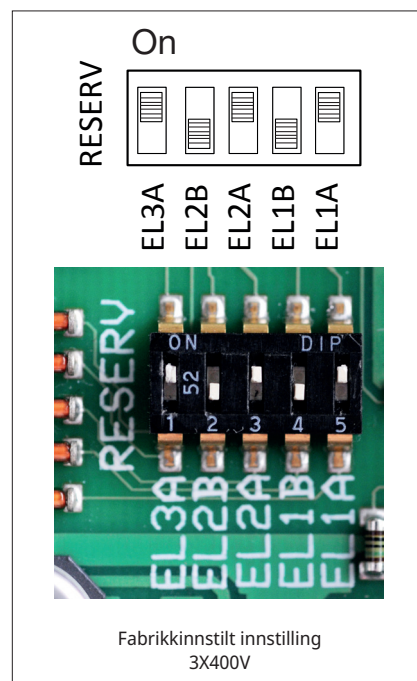 On
RESERV
EL3A
EL2B
EL2A
EL1B
EL1A
ON DIP
52
1 2 3 4 5
RESERV
EL3A
EL2B
EL2A
EL1B
EL1A
Fabrikkinnstilt innstilling
3X400V